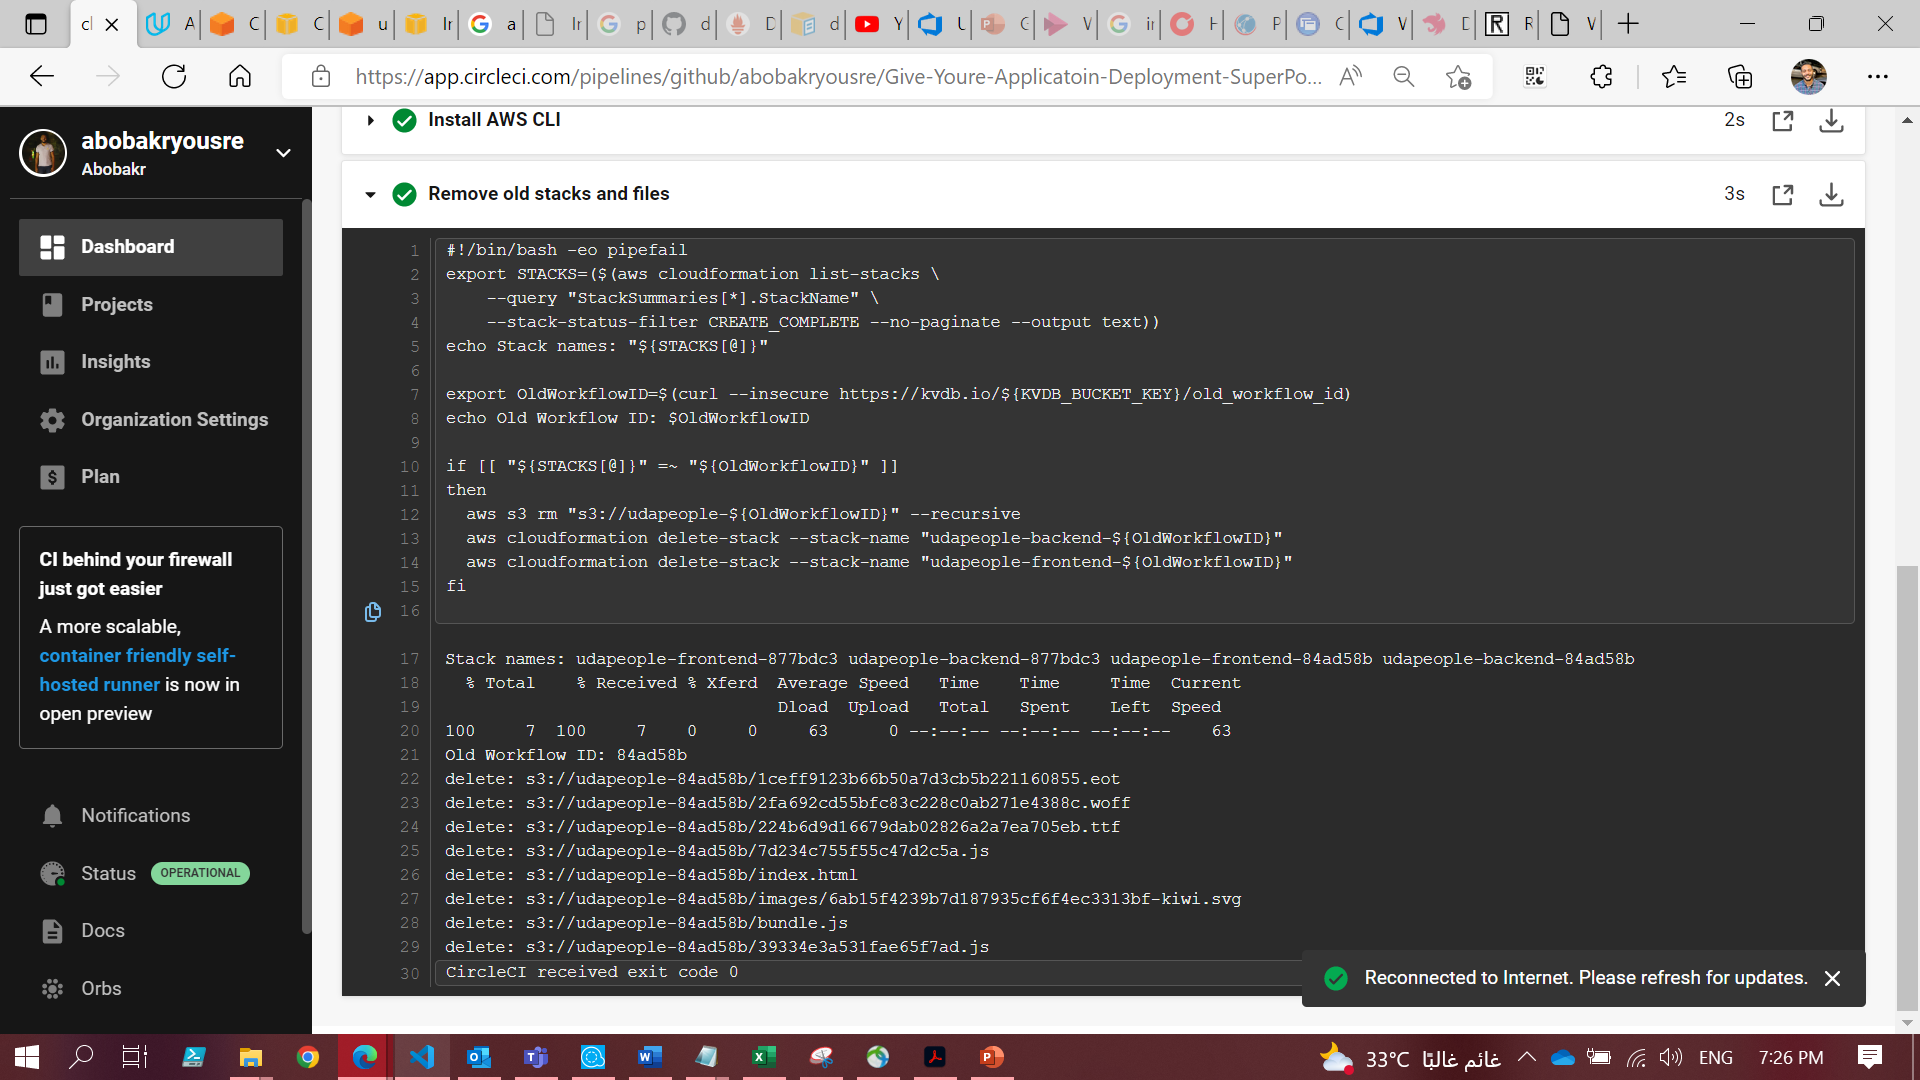 cl
A
C
C
u
Ir
a
Ir
p
d
D
d
Y
U
C
V
ir
H
P
C
V
D
R
V
https://app.circleci.com/pipelines/github/abobakryousre/Give-Youre-Applicatoin-Deployment-SuperPo...
abobakryousre
Abobakr
Dashboard
Projects
Insights
Organization Settings
Plan
CI behind your firewall
just got easier
A more scalable,
container friendly self-
hosted runner is now in
open preview
Notifications
Status OPERATIONAL
Docs
Orbs
Install AWS CLI 2s
Remove old stacks and files 3s
1 #!/bin/bash -eo pipefail
2 export STACKS=($(aws cloudformation list-stacks \
3 --query "StackSummaries[*].StackName" \
4 --stack-status-filter CREATE_COMPLETE --no-paginate --output text))
5 echo Stack names: "${STACKS[@]}"
6
7 export OldWorkflowID=$(curl --insecure https://kvdb.io/${KVDB_BUCKET_KEY}/old_workflow_id)
8 echo Old Workflow ID: $OldWorkflowID
9
10 if [[ "${STACKS[@]}" =~ "${OldWorkflowID}" ]]
11 then
12 aws s3 rm "s3://udapeople-${OldWorkflowID}" --recursive
13 aws cloudformation delete-stack --stack-name "udapeople-backend-${OldWorkflowID}"
14 aws cloudformation delete-stack --stack-name "udapeople-frontend-${OldWorkflowID}"
15 fi
16
17 Stack names: udapeople-frontend-877bdc3 udapeople-backend-877bdc3 udapeople-frontend-84ad58b udapeople-backend-84ad58b
18 % Total % Received % Xferd Average Speed Time Time Time Current
19 Dload Upload Total Spent Left Speed
20 100 7 100 7 0 0 63 0 --:--:-- --:--:-- --:--:-- 63
21 Old Workflow ID: 84ad58b
22 delete: s3://udapeople-84ad58b/1ceff9123b66b50a7d3cb5b221160855.eot
23 delete: s3://udapeople-84ad58b/2fa692cd55bfc83c228c0ab271e4388c.woff
24 delete: s3://udapeople-84ad58b/224b6d9d16679dab02826a2a7ea705eb.ttf
25 delete: s3://udapeople-84ad58b/7d234c755f55c47d2c5a.js
26 delete: s3://udapeople-84ad58b/index.html
27 delete: s3://udapeople-84ad58b/images/6ab15f4239b7d187935cf6f4ec3313bf-kiwi.svg
28 delete: s3://udapeople-84ad58b/bundle.js
29 delete: s3://udapeople-84ad58b/39334e3a531fae65f7ad.js
30 CircleCI received exit code 0
Reconnected to Internet. Please refresh for updates.
33°C غائم غالبًا ENG 7:26 PM